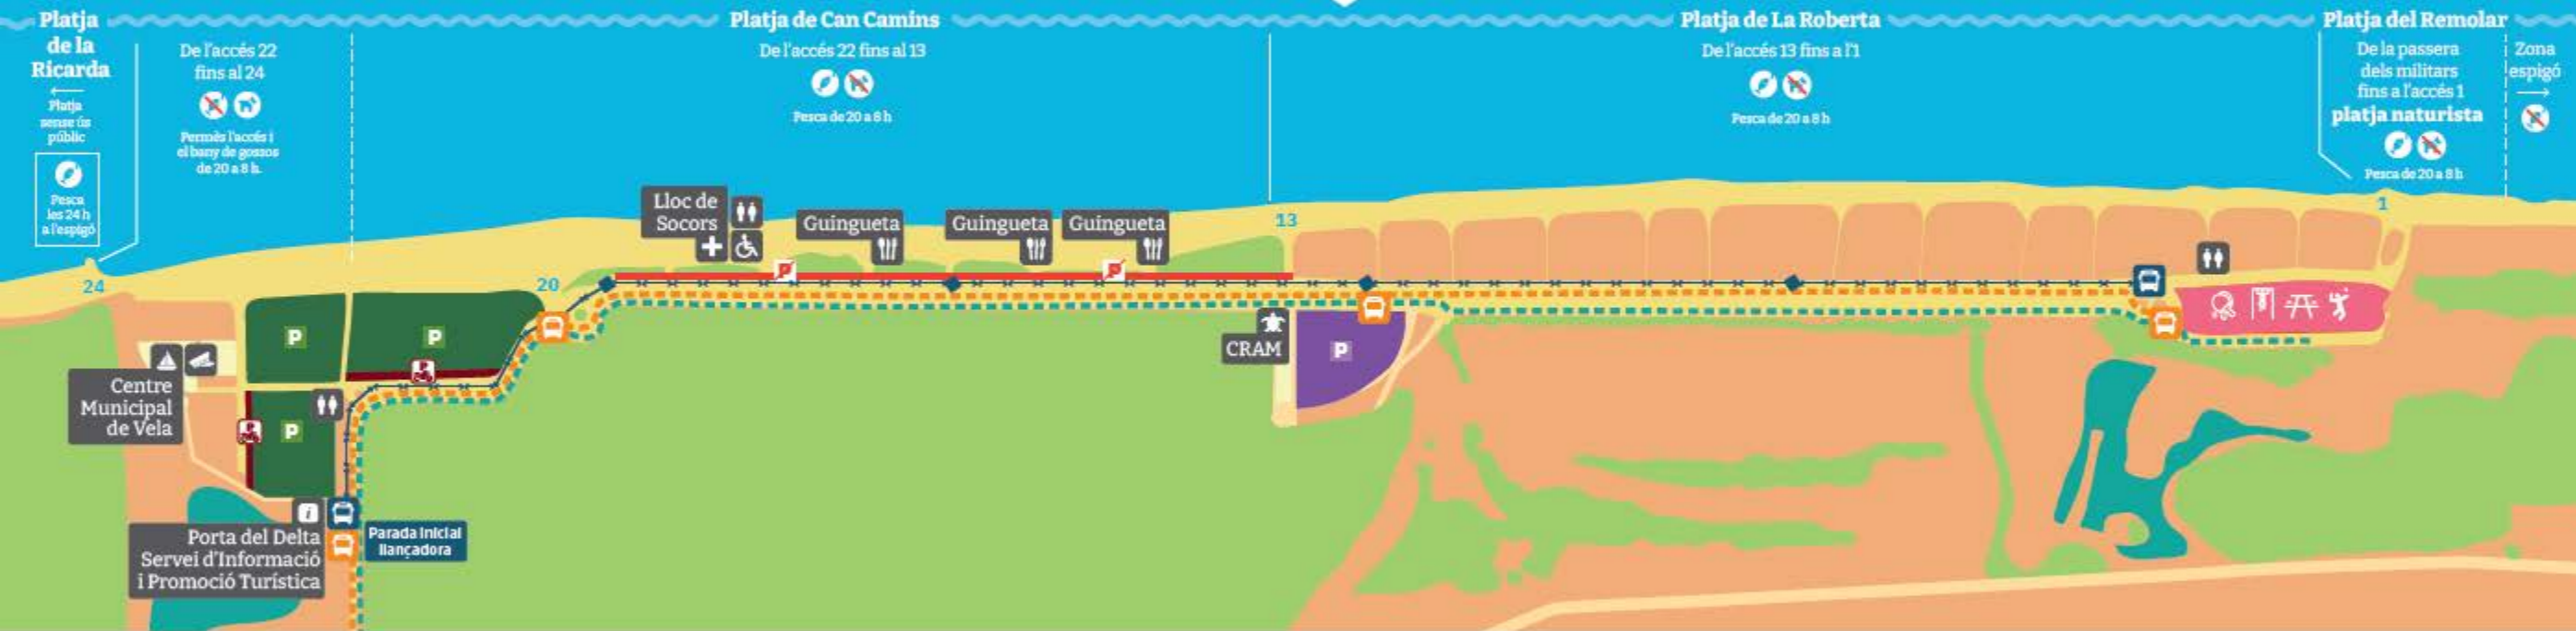 Platja
de la
Ricarda
Platja
sense ús
públic
Pesca
les 24 h
a l'espigó
De l'accés 22
fins al 24
Permès l'accés i
el bany de gossos
de 20 a 8 h.
Platja de Can Camins
De l'accés 22 fins al 13
Pesca de 20 a 8 h
Platja de La Roberta
De l'accés 13 fins a l'1
Pesca de 20 a 8 h
Platja del Remolar
De la passera
dels militars
fins a l'accés 1
platja naturista
Pesca de 20 a 8 h
Zona
espigó
24
20
13
1
Lloc de
Socors
Guingueta
Guingueta
Guingueta
P
P
P
P
P
P
CRAM
Centre
Municipal
de Vela
i
Porta del Delta
Servei d'Informació
i Promoció Turística
Parada inicial
llançadora